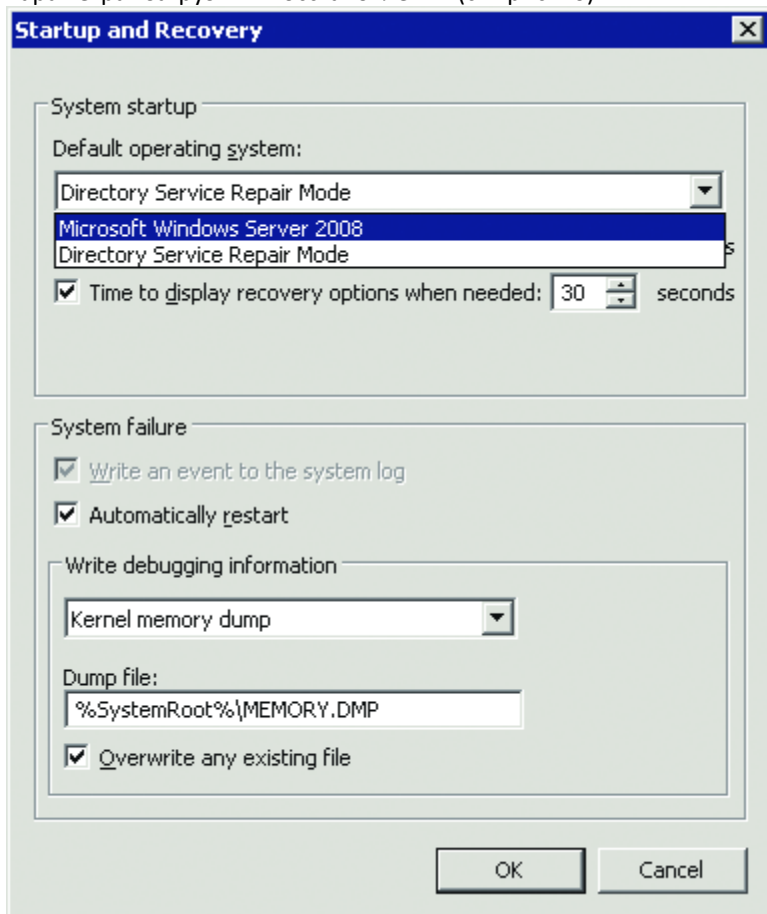 Startup and Recovery
System startup
Default operating system:
Directory Service Repair Mode
Microsoft Windows Server 2008
Directory Service Repair Mode
Time to display recovery options when needed: 30 seconds
System failure
Write an event to the system log
Automatically restart
Write debugging information
Kernel memory dump
Dump file:
%SystemRoot%\MEMORY.DMP
Overwrite any existing file
OK Cancel